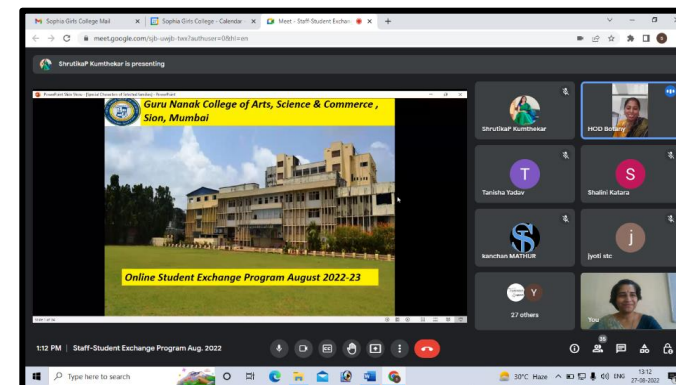 Sophia Girls College Mail
Sophia Girls College - Calendar -
Meet - Staff-Student Exchan
meet.google.com/sjb-uwjb-twx?authuser=0&hl=en
ShrutikaP Kumthekar is presenting
Guru Nanak College of Arts, Science & Commerce ,
Sion, Mumbai
Online Student Exchange Program August 2022-23
ShrutikaP Kumthekar
HOD Botany
T
Tanisha Yadav
S
Shalini Katara
kanchan MATHUR
j
jyoti stc
Y
27 others
You
1:12 PM | Staff-Student Exchange Program Aug. 2022
Type here to search
30°C Haze
ENG
13:12
27-08-2022